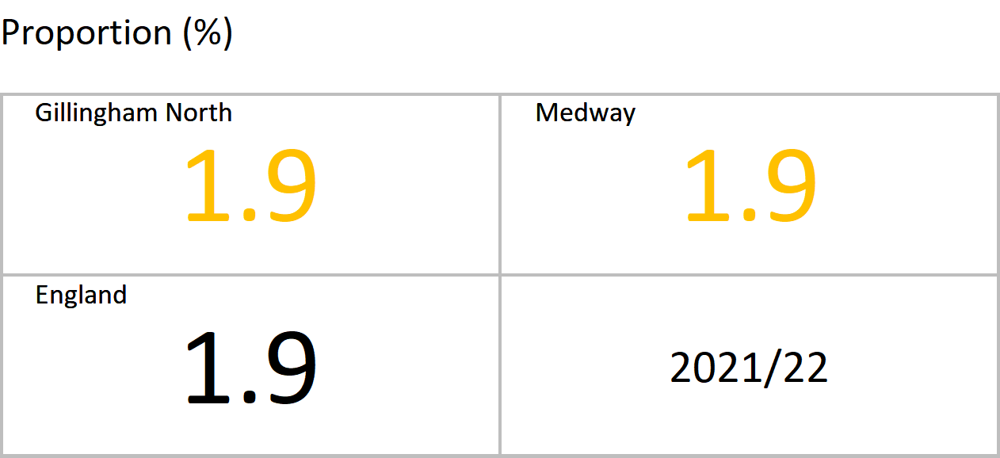 Proportion (%)
Gillingham North
1.9
Medway
1.9
England
1.9
2021/22